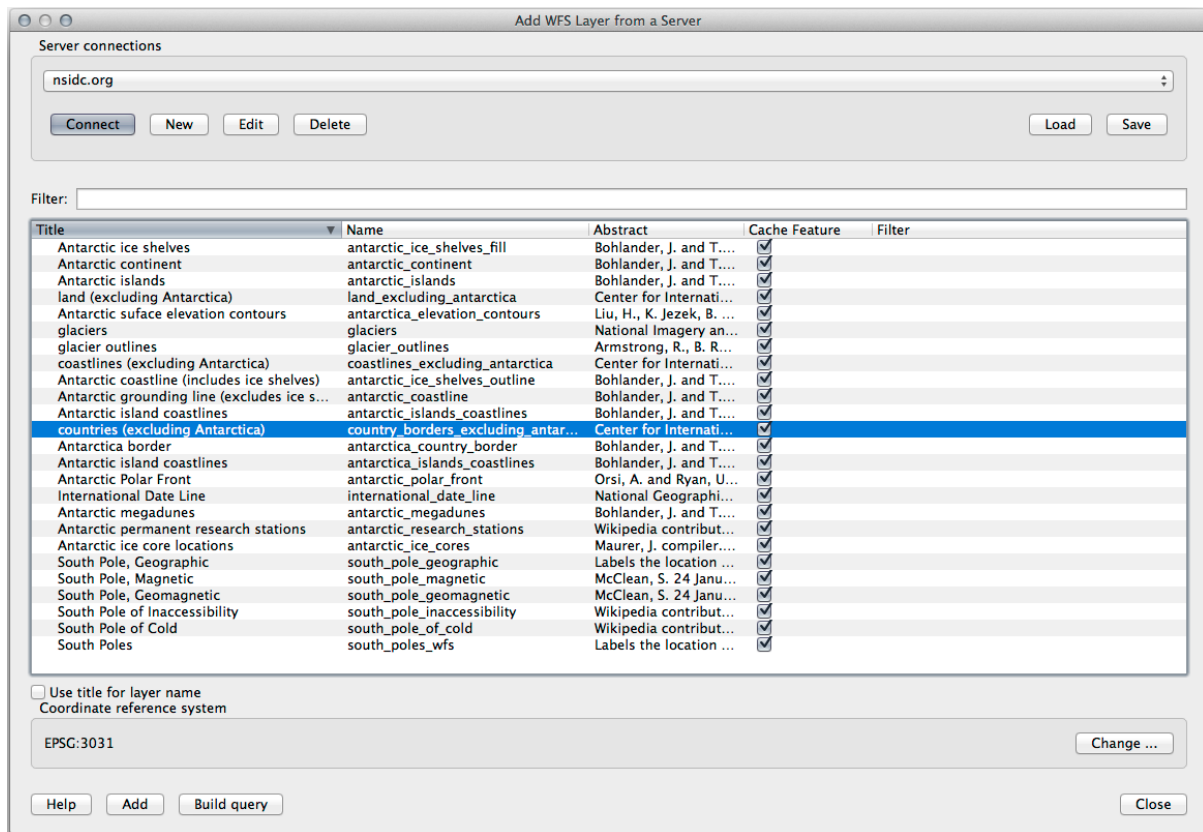 Add WFS Layer from a Server
Server connections
nsidc.org
Connect New Edit Delete Load Save
Filter:
Title Name Abstract Cache Feature Filter
Antarctic ice shelves antarctic_ice_shelves_fill Bohlander, J. and T....
Antarctic continent antarctic_continent Bohlander, J. and T....
Antarctic islands antarctic_islands Bohlander, J. and T....
land (excluding Antarctica) land_excluding_antarctica Center for Internati...
Antarctic suface elevation contours antarctica_elevation_contours Liu, H., K. Jezek, B. ...
glaciers glaciers National Imagery an...
glacier outlines glacier_outlines Armstrong, R., B. R...
coastlines (excluding Antarctica) coastlines_excluding_antarctica Center for Internati...
Antarctic coastline (includes ice shelves) antarctic_ice_shelves_outline Bohlander, J. and T....
Antarctic grounding line (excludes ice s... antarctic_coastline Bohlander, J. and T....
Antarctic island coastlines antarctic_islands_coastlines Bohlander, J. and T....
countries (excluding Antarctica) country_borders_excluding_antar... Center for Internati...
Antarctica border antarctica_country_border Bohlander, J. and T....
Antarctic island coastlines antarctica_islands_coastlines Bohlander, J. and T....
Antarctic Polar Front antarctic_polar_front Orsi, A. and Ryan, U...
International Date Line international_date_line National Geographi...
Antarctic megadunes antarctic_megadunes Bohlander, J. and T....
Antarctic permanent research stations antarctic_research_stations Wikipedia contribut...
Antarctic ice core locations antarctic_ice_cores Maurer, J. compiler....
South Pole, Geographic south_pole_geographic Labels the location ...
South Pole, Magnetic south_pole_magnetic McClean, S. 24 Janu...
South Pole, Geomagnetic south_pole_geomagnetic McClean, S. 24 Janu...
South Pole of Inaccessibility south_pole_inaccessibility Wikipedia contribut...
South Pole of Cold south_pole_of_cold Wikipedia contribut...
South Poles south_poles_wfs Labels the location ...
Use title for layer name
Coordinate reference system
EPSG:3031 Change ...
Help Add Build query Close